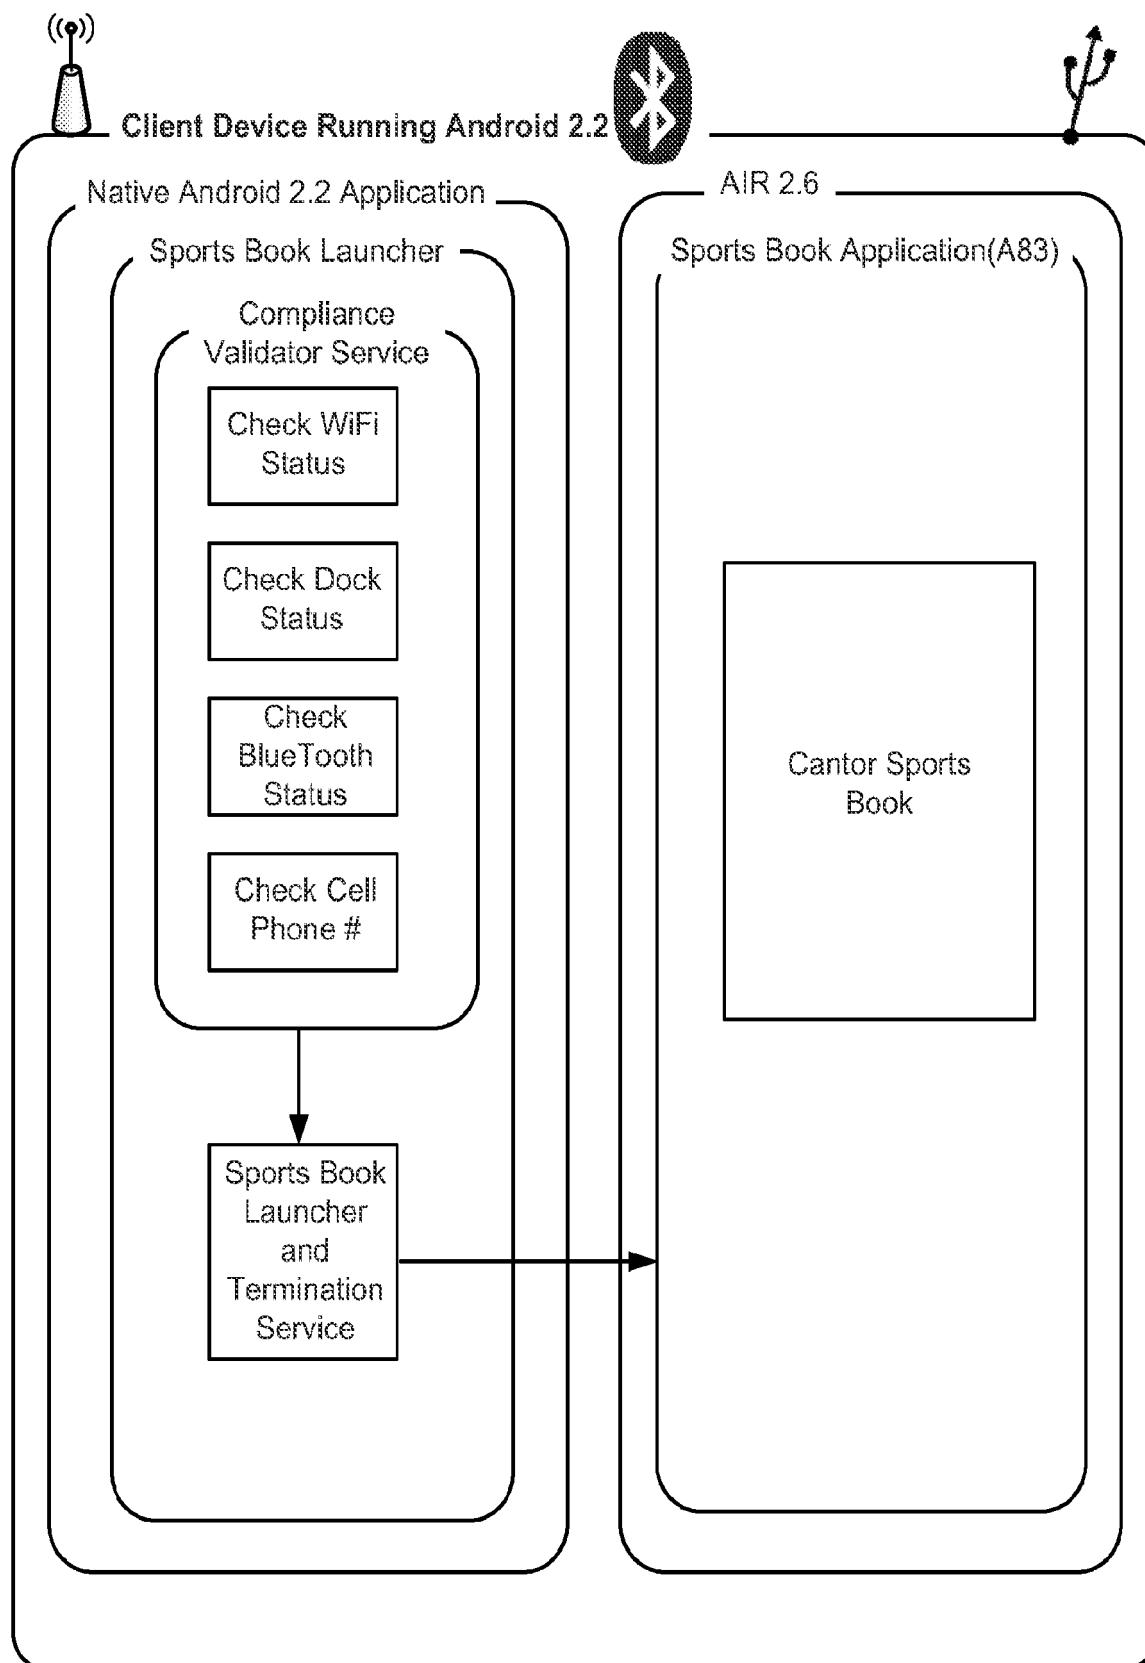 Client Device Running Android 2.2
Native Android 2.2 Application
Sports Book Launcher
Compliance
Validator Service
Check WiFi
Status
Check Dock
Status
Check
BlueTooth
Status
Check Cell
Phone #
Sports Book
Launcher
and
Termination
Service
AIR 2.6
Sports Book Application(A83)
Cantor Sports
Book